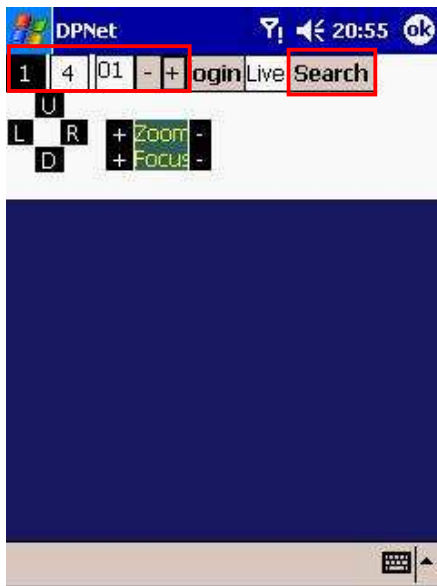 DPNet 20:55 ok
1 4 01 - + ogin Live Search
U
L R + Zoom -
D + Focus -